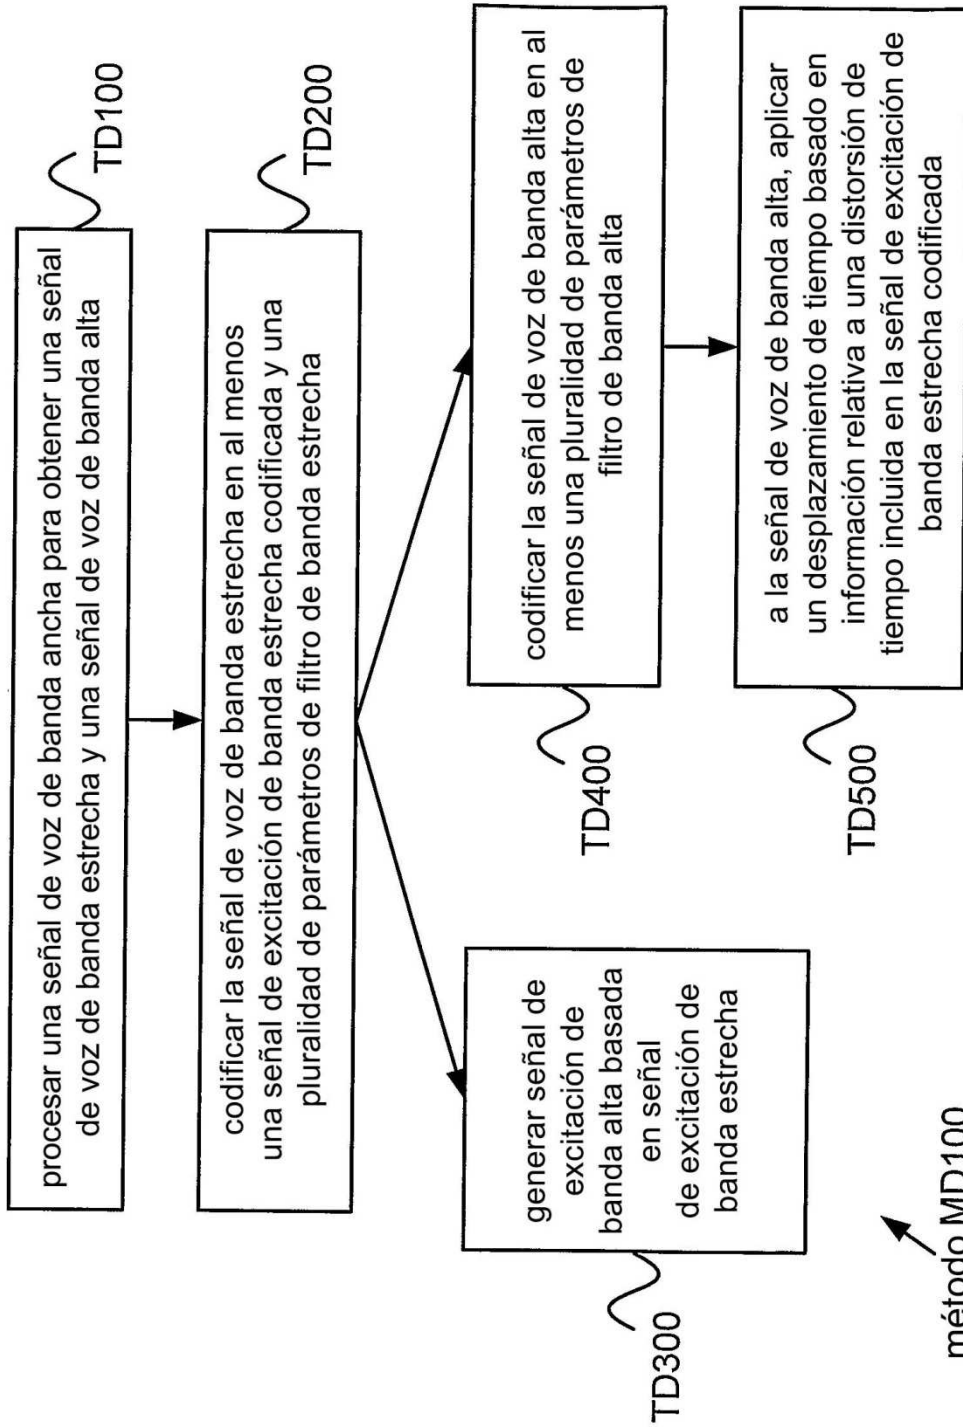 procesar una señal de voz de banda ancha para obtener una señal
de voz de banda estrecha y una señal de voz de banda alta
TD100
codificar la señal de voz de banda estrecha en al menos
una señal de excitación de banda estrecha codificada y una
pluralidad de parámetros de filtro de banda estrecha
TD200
generar señal de
excitación de
banda alta basada
en señal
de excitación de
banda estrecha
TD300
codificar la señal de voz de banda alta en al
menos una pluralidad de parámetros de
filtro de banda alta
TD400
a la señal de voz de banda alta, aplicar
un desplazamiento de tiempo basado en
información relativa a una distorsión de
tiempo incluida en la señal de excitación de
banda estrecha codificada
TD500
método MD100